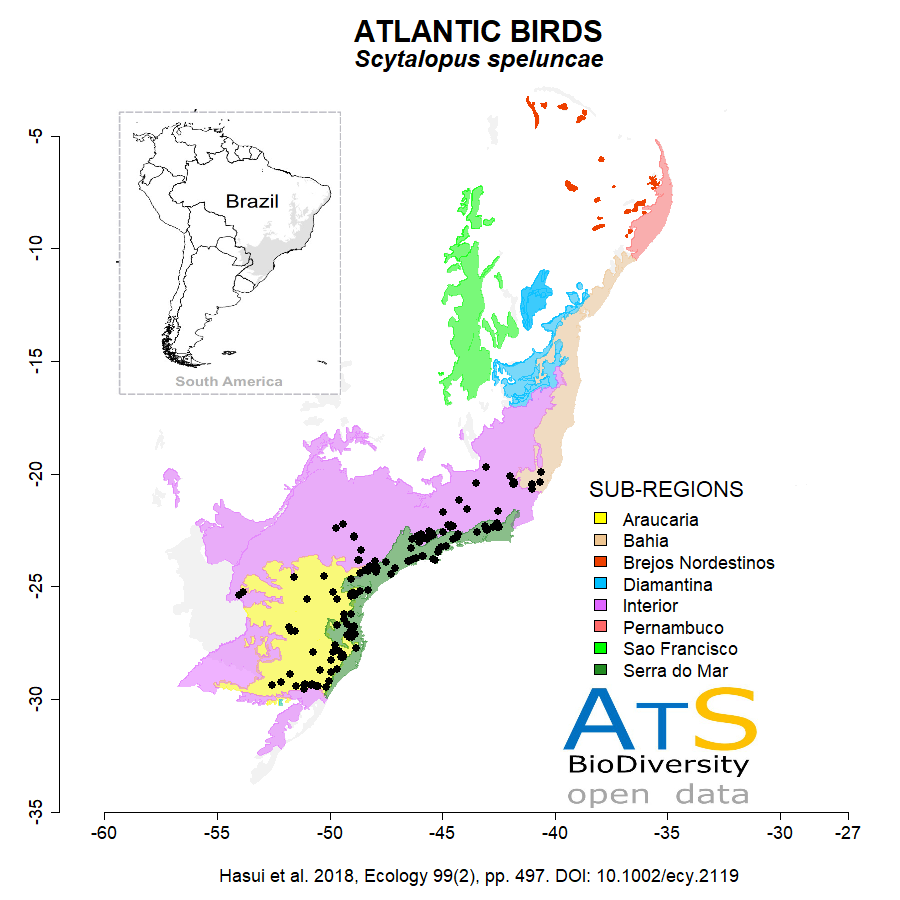 ATLANTIC BIRDS
Scytalopus speluncae
Brazil
South America
-5
-10
-15
-20
-25
-30
-35
SUB-REGIONS
Araucaria
Bahia
Brejos Nordestinos
Diamantina
Interior
Pernambuco
Sao Francisco
Serra do Mar
ATS
BioDiversity
open data
-60 -55 -50 -45 -40 -35 -30 -27
Hasui et al. 2018, Ecology 99(2), pp. 497. DOI: 10.1002/ecy.2119